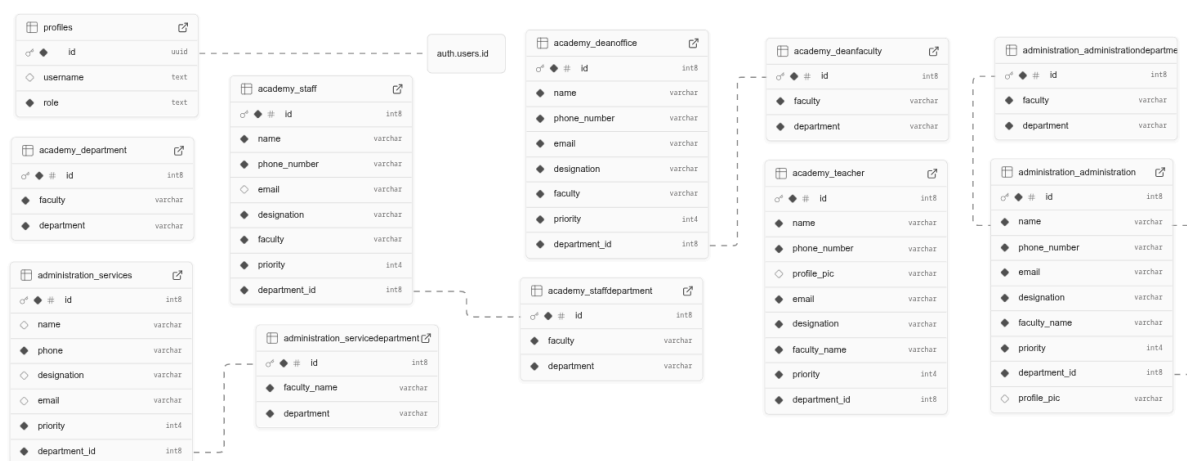 profiles
id uuid
username text
role text
auth.users.id
academy_department
id int8
faculty varchar
department varchar
administration_services
id int8
name varchar
phone varchar
designation varchar
email varchar
priority int4
department_id int8
academy_staff
id int8
name varchar
phone_number varchar
email varchar
designation varchar
faculty varchar
priority int4
department_id int8
administration_servicedepartment
id int8
faculty_name varchar
department varchar
academy_deanoffice
id int8
name varchar
phone_number varchar
email varchar
designation varchar
faculty varchar
priority int4
department_id int8
academy_staffdepartment
id int8
faculty varchar
department varchar
academy_deanfaculty
id int8
faculty varchar
department varchar
academy_teacher
id int8
name varchar
phone_number varchar
profile_pic varchar
email varchar
designation varchar
faculty_name varchar
priority int4
department_id int8
administration_administrationdepartme
id int8
faculty varchar
department varchar
administration_administration
id int8
name varchar
phone_number varchar
email varchar
designation varchar
faculty_name varchar
priority int4
department_id int8
profile_pic varchar